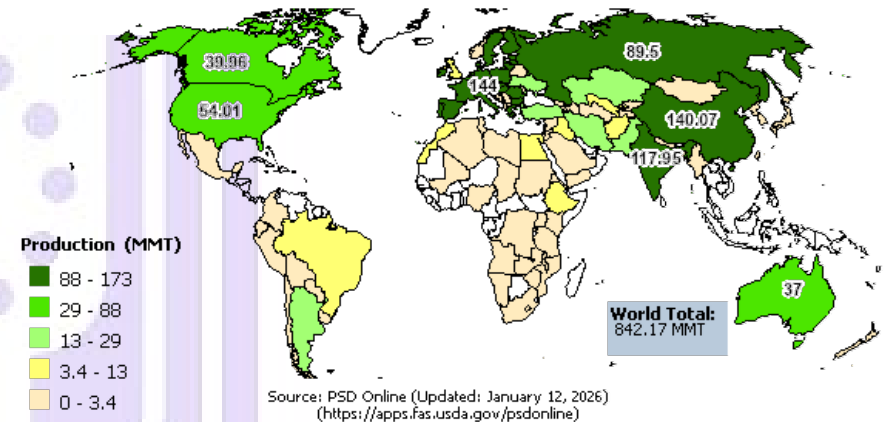 39.96
89.5
144
54.01
140.07
117.95
Production (MMT)
88 - 173
29 - 88
13 - 29
3.4 - 13
0 - 3.4
37
World Total:
842.17 MMT
Source: PSD Online (Updated: January 12, 2026)
(https://apps.fas.usda.gov/psdonline)